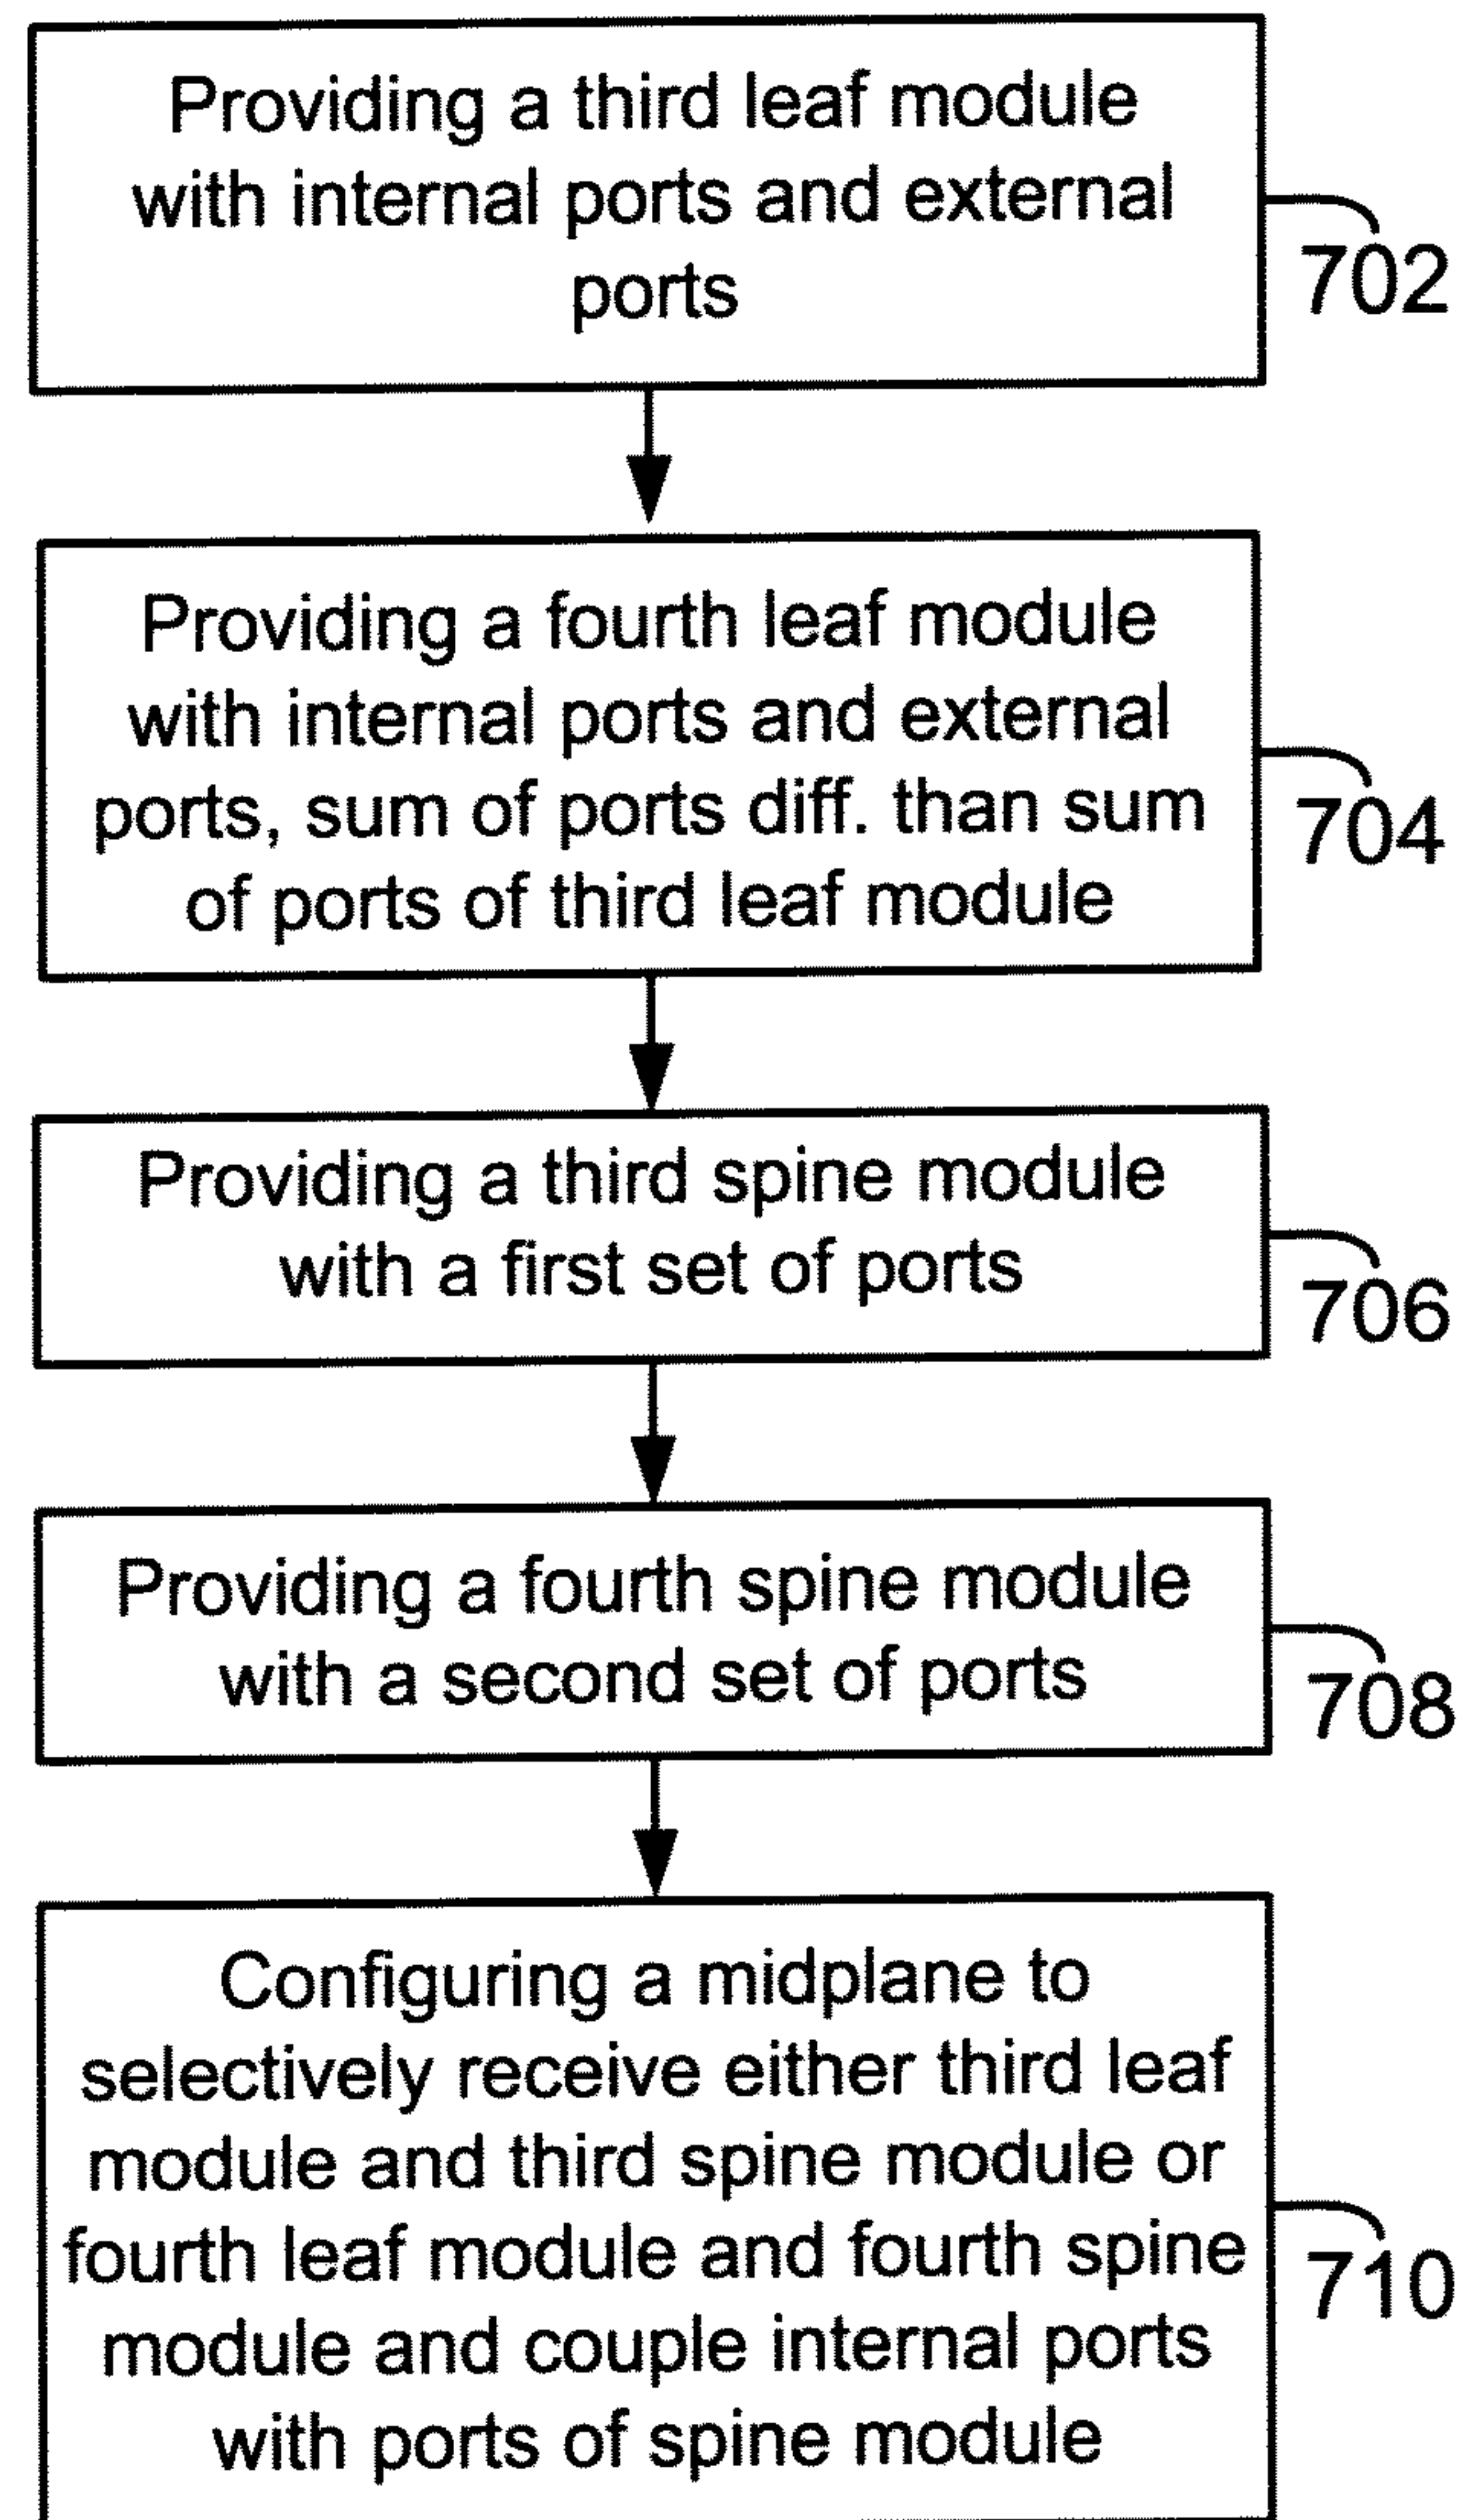 Providing a third leaf module
with internal ports and external
ports
702
Providing a fourth leaf module
with internal ports and external
ports, sum of ports diff. than sum
of ports of third leaf module
704
Providing a third spine module
with a first set of ports
706
Providing a fourth spine module
with a second set of ports
708
Configuring a midplane to
selectively receive either third leaf
module and third spine module or
fourth leaf module and fourth spine
module and couple internal ports
with ports of spine module
710